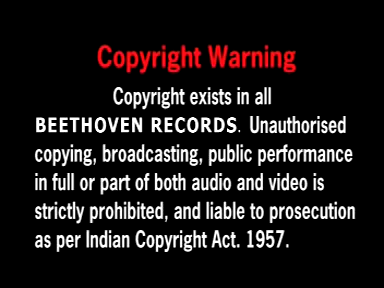 Copyright Warning
Copyright exists in all
BEETHOVEN RECORDS. Unauthorised
copying, broadcasting, public performance
in full or part of both audio and video is
strictly prohibited, and liable to prosecution
as per Indian Copyright Act. 1957.